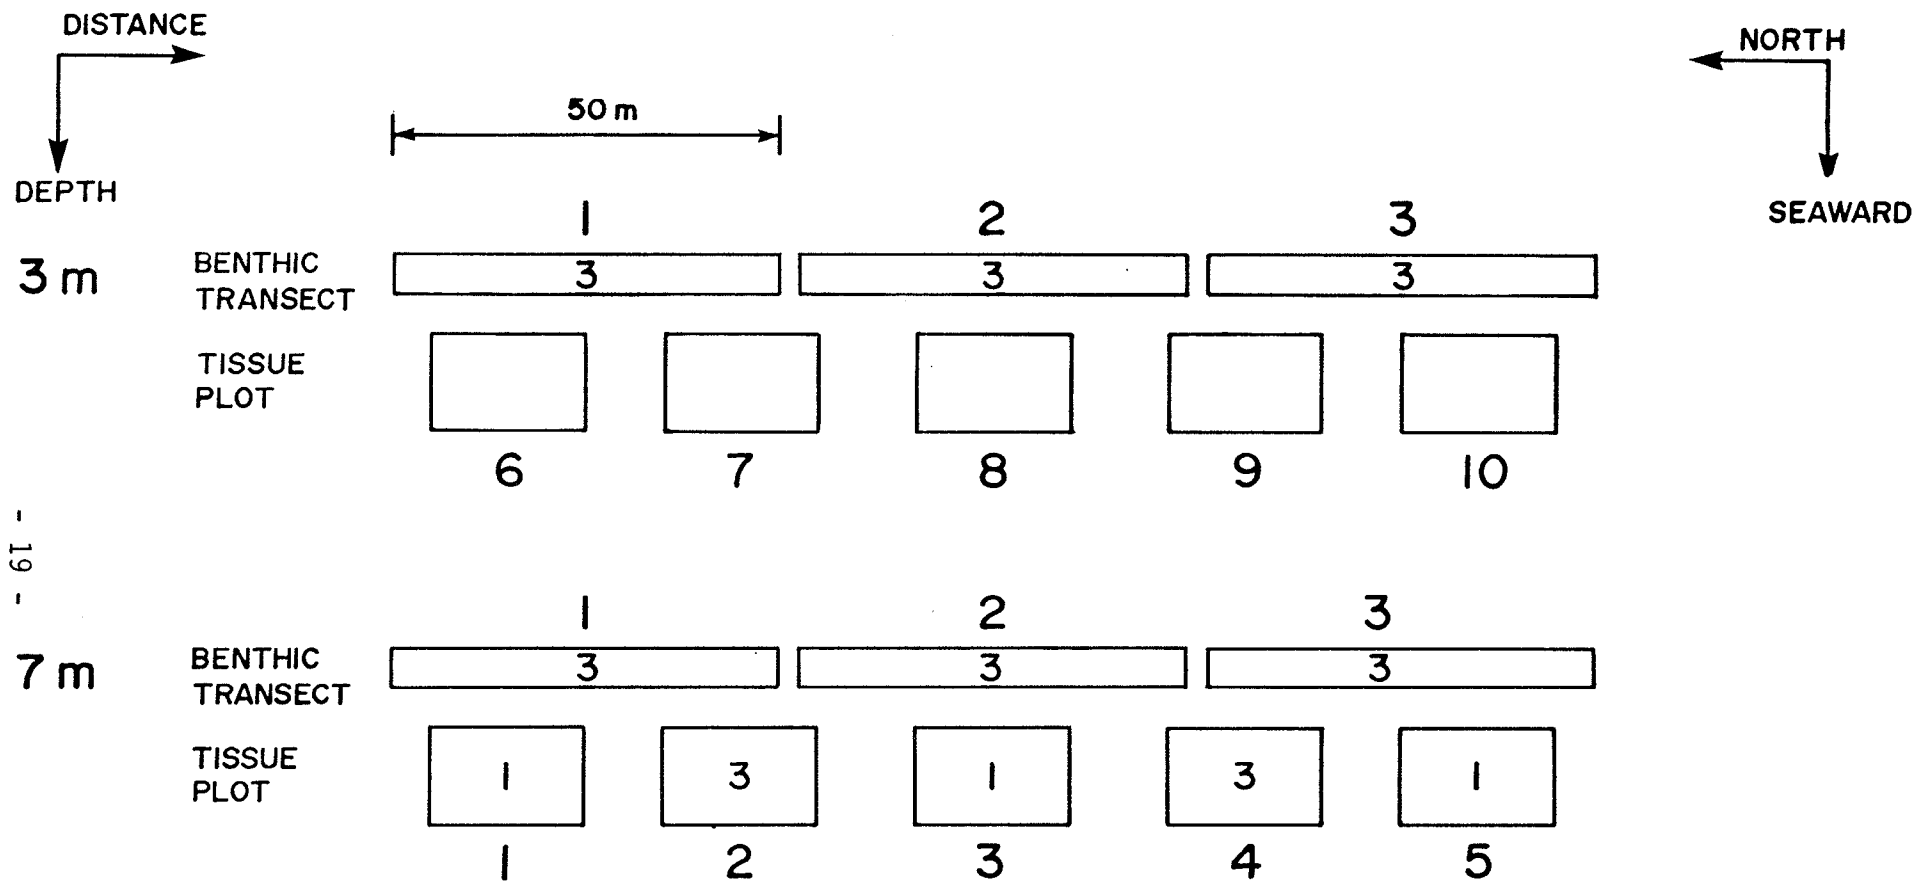 DISTANCE
NORTH
50 m
DEPTH
SEAWARD
1 2 3
3 m
BENTHIC
TRANSECT
3 3 3
TISSUE
PLOT
6 7 8 9 10
- 19 -
1 2 3
7 m
BENTHIC
TRANSECT
3 3 3
TISSUE
PLOT
1 3 1 3 1
1 2 3 4 5